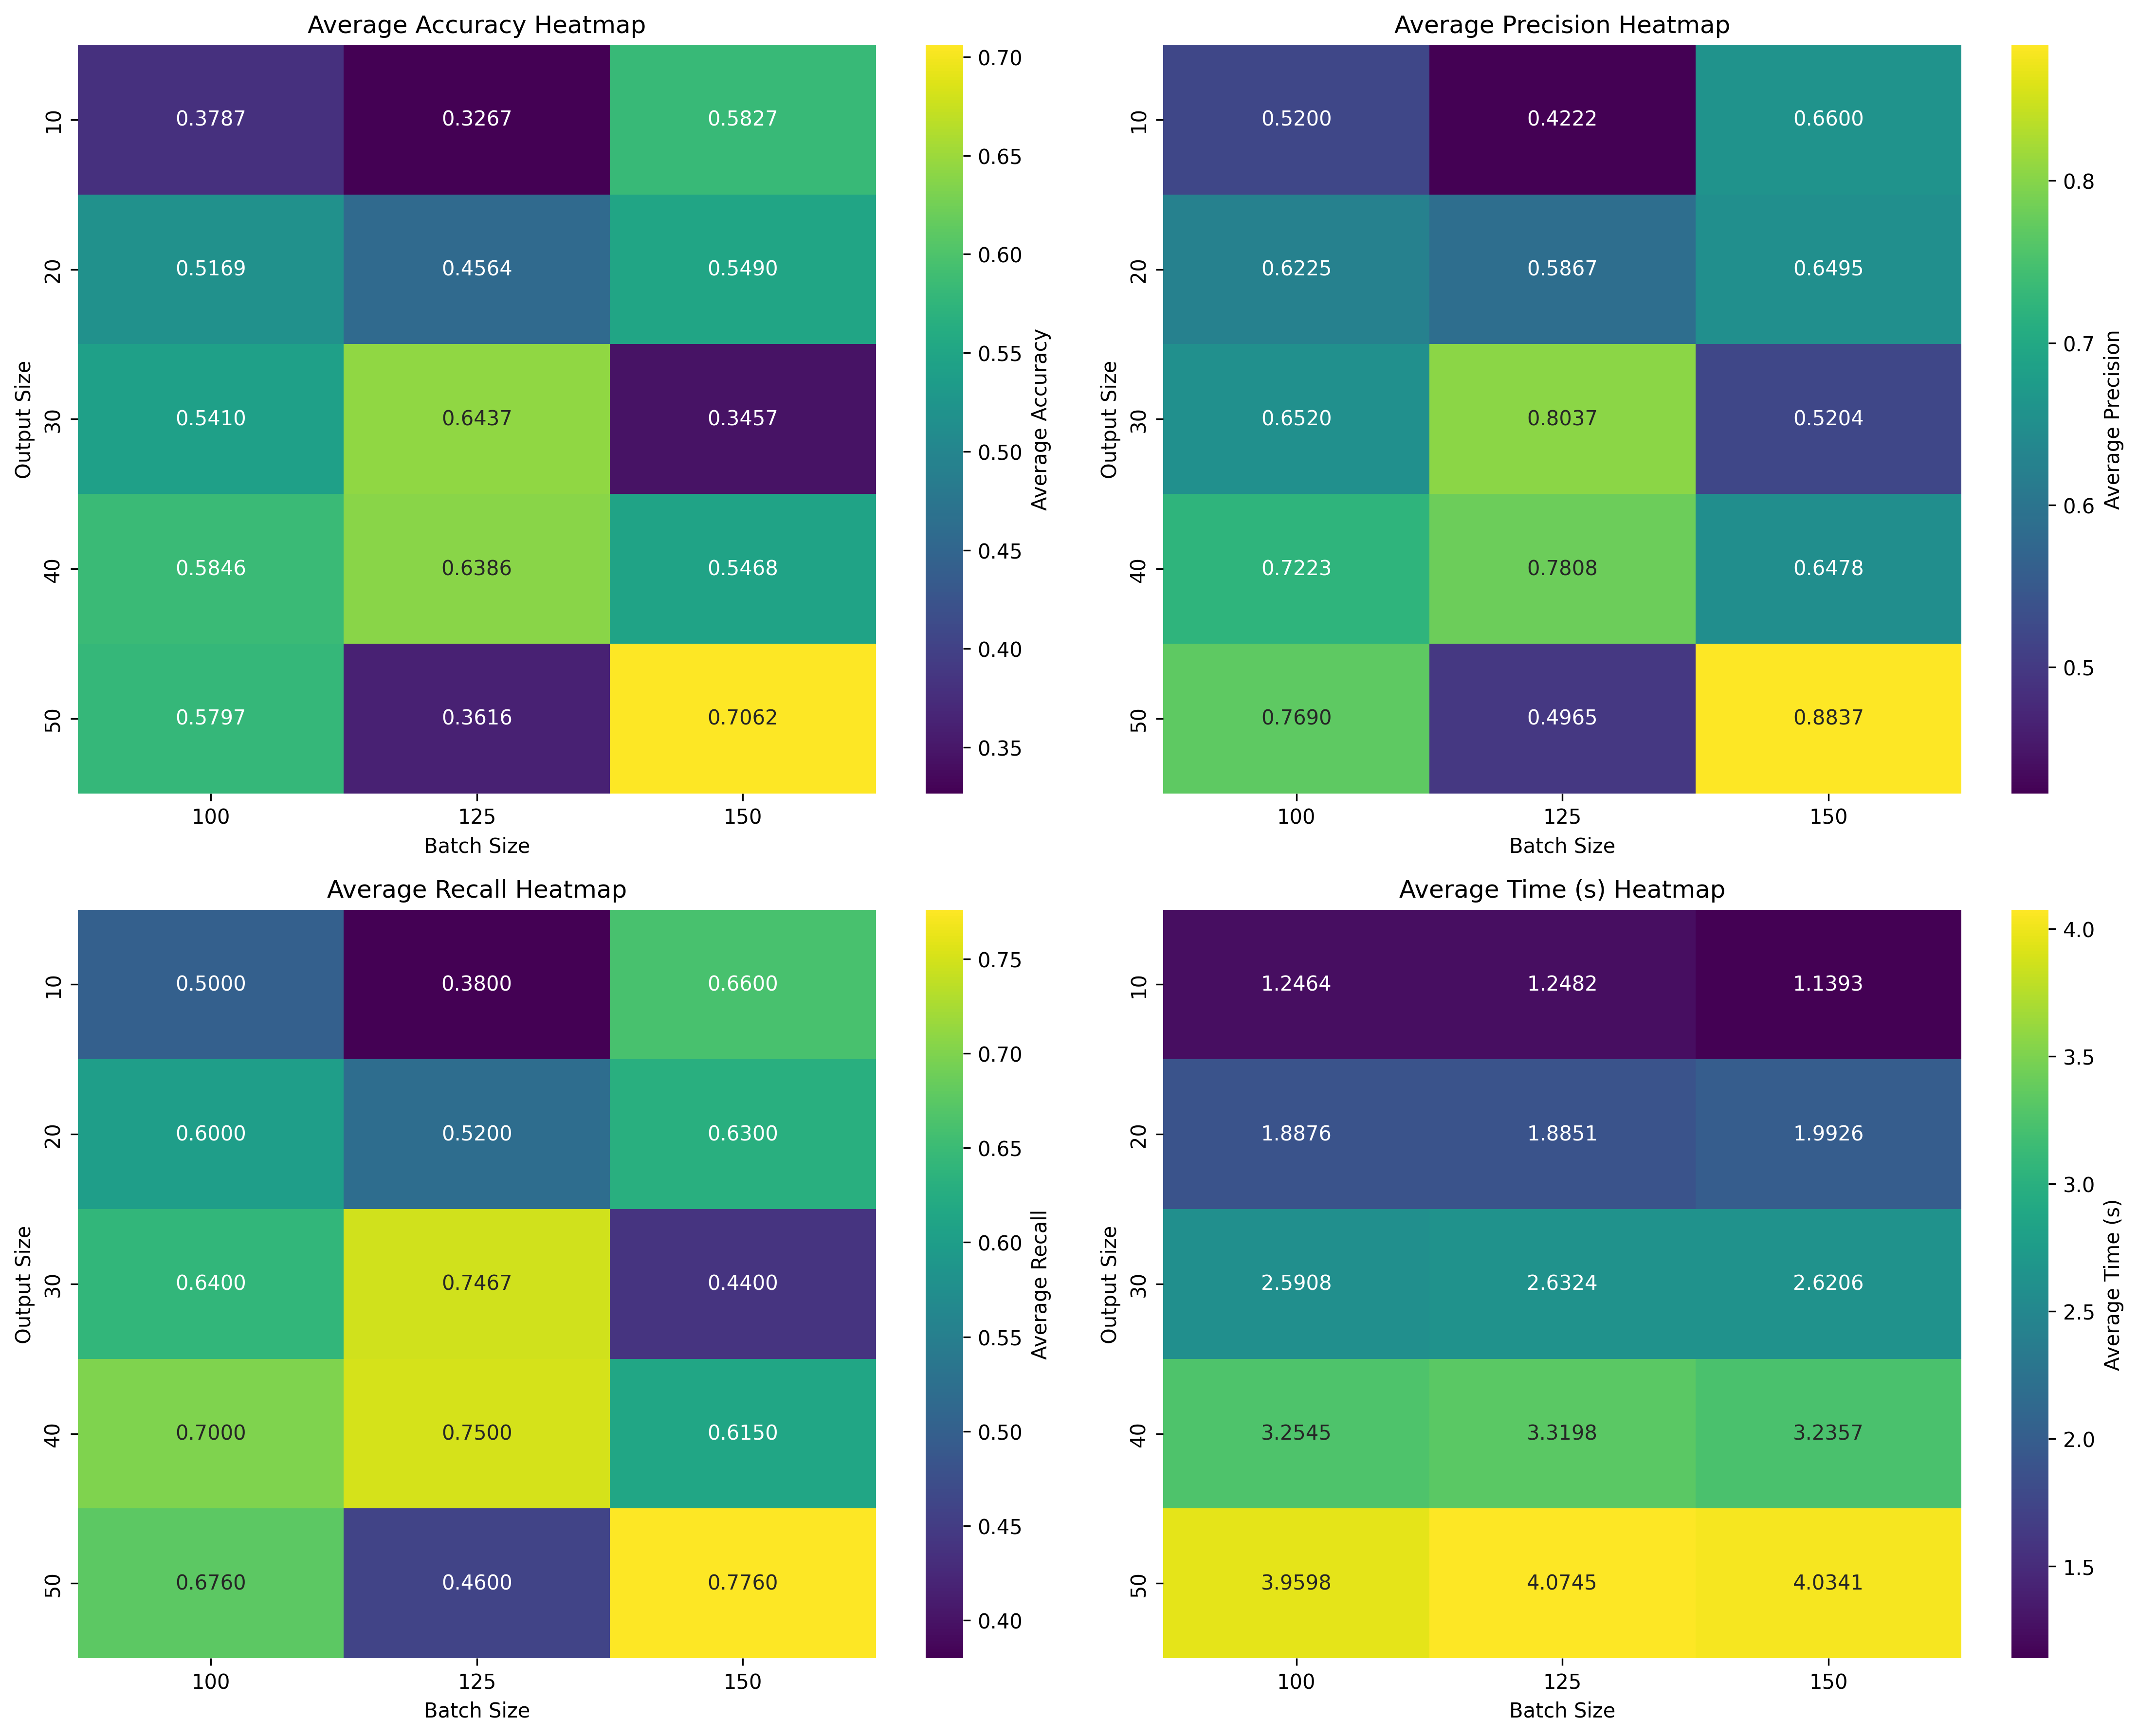 Average Accuracy Heatmap
10
20
30
40
50
Output Size
0.3787 0.3267 0.5827
0.5169 0.4564 0.5490
0.5410 0.6437 0.3457
0.5846 0.6386 0.5468
0.5797 0.3616 0.7062
100 125 150
Batch Size
0.70
0.65
0.60
0.55
0.50
0.45
0.40
0.35
Average Accuracy
Average Precision Heatmap
10
20
30
40
50
Output Size
0.5200 0.4222 0.6600
0.6225 0.5867 0.6495
0.6520 0.8037 0.5204
0.7223 0.7808 0.6478
0.7690 0.4965 0.8837
100 125 150
Batch Size
0.8
0.7
0.6
0.5
Average Precision
Average Recall Heatmap
10
20
30
40
50
Output Size
0.5000 0.3800 0.6600
0.6000 0.5200 0.6300
0.6400 0.7467 0.4400
0.7000 0.7500 0.6150
0.6760 0.4600 0.7760
100 125 150
Batch Size
0.75
0.70
0.65
0.60
0.55
0.50
0.45
0.40
Average Recall
Average Time (s) Heatmap
10
20
30
40
50
Output Size
1.2464 1.2482 1.1393
1.8876 1.8851 1.9926
2.5908 2.6324 2.6206
3.2545 3.3198 3.2357
3.9598 4.0745 4.0341
100 125 150
Batch Size
4.0
3.5
3.0
2.5
2.0
1.5
Average Time (s)